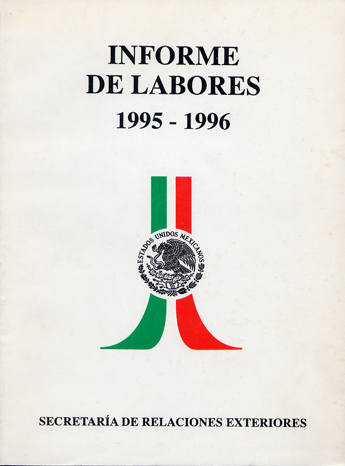 INFORME
DE LABORES
1995 - 1996
ESTADOS UNIDOS MEXICANOS
SECRETARÍA DE RELACIONES EXTERIORES